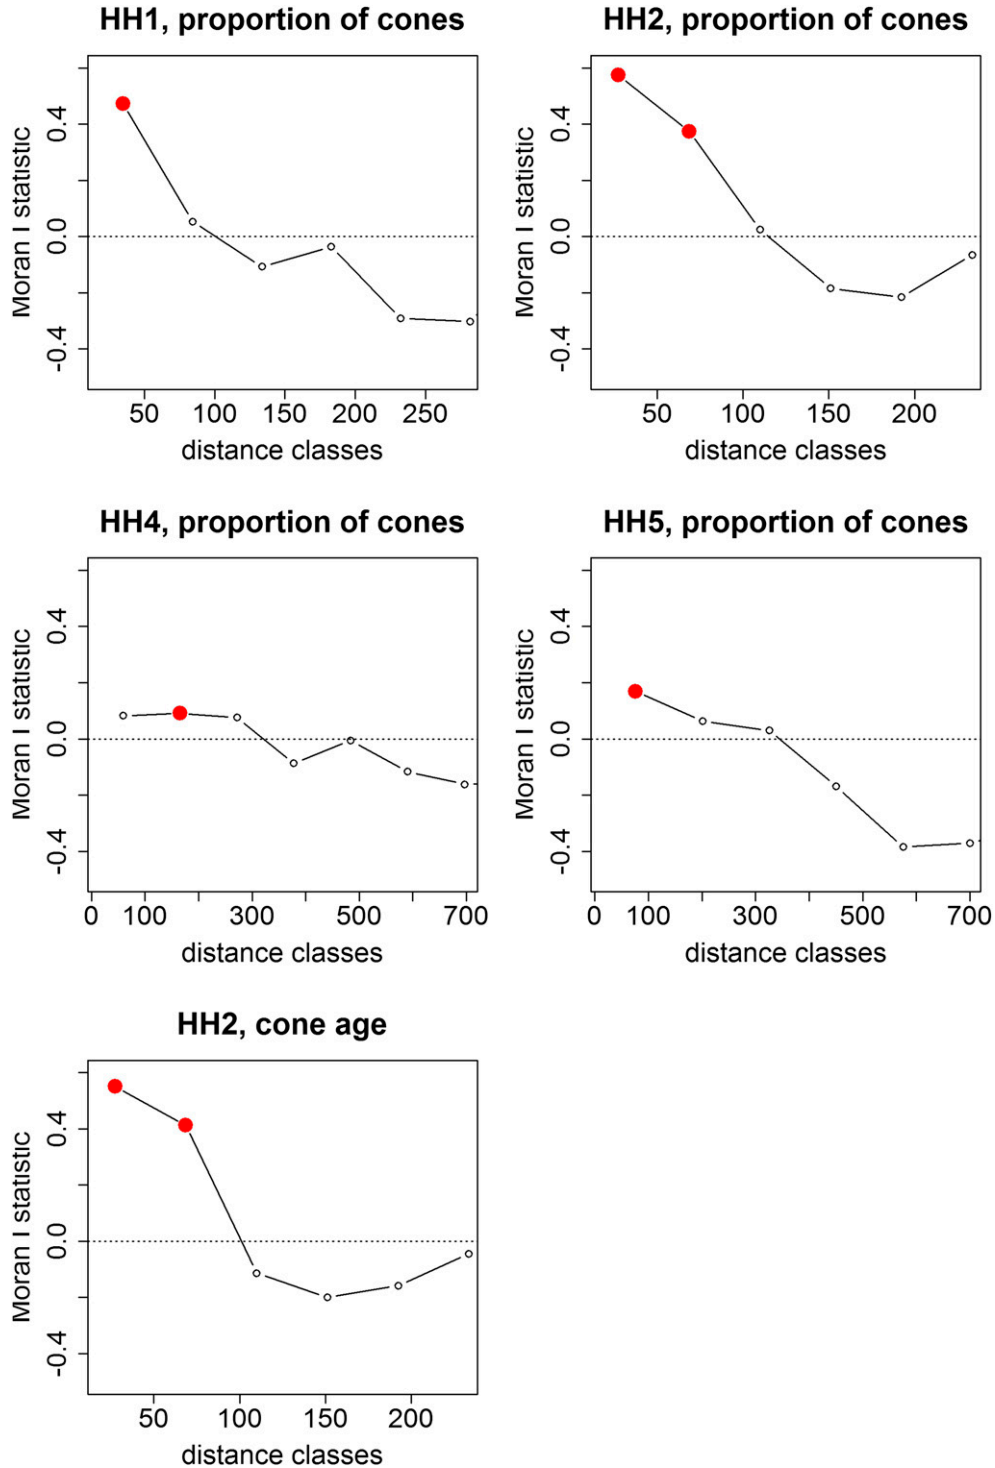 HH1, proportion of cones
Moran I statistic
0.4
0.0
-0.4
50 100 150 200 250
distance classes
HH2, proportion of cones
Moran I statistic
0.4
0.0
-0.4
50 100 150 200
distance classes
HH4, proportion of cones
Moran I statistic
0.4
0.0
-0.4
0 100 300 500 700
distance classes
HH5, proportion of cones
Moran I statistic
0.4
0.0
-0.4
0 100 300 500 700
distance classes
HH2, cone age
Moran I statistic
0.4
0.0
-0.4
50 100 150 200
distance classes